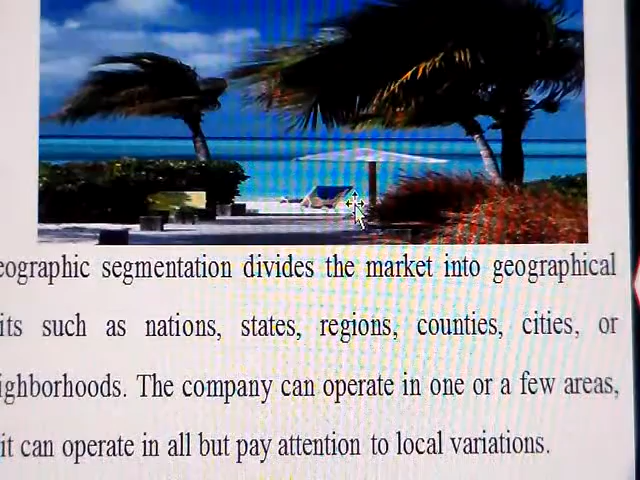 eographic segmentation divides the market into geographical
its such as nations, states, regions, counties, cities, or
ighborhoods. The company can operate in one or a few areas,
it can operate in all but pay attention to local variations.